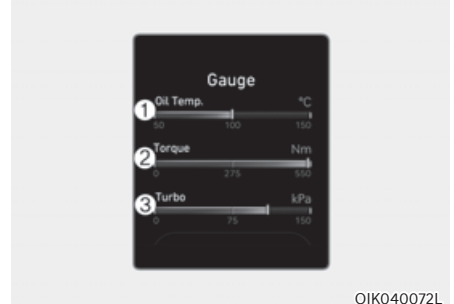 Gauge
① Oil Temp. °C
50 100 150
② Torque Nm
0 275 550
③ Turbo kPa
0 75 150
OIK040072L